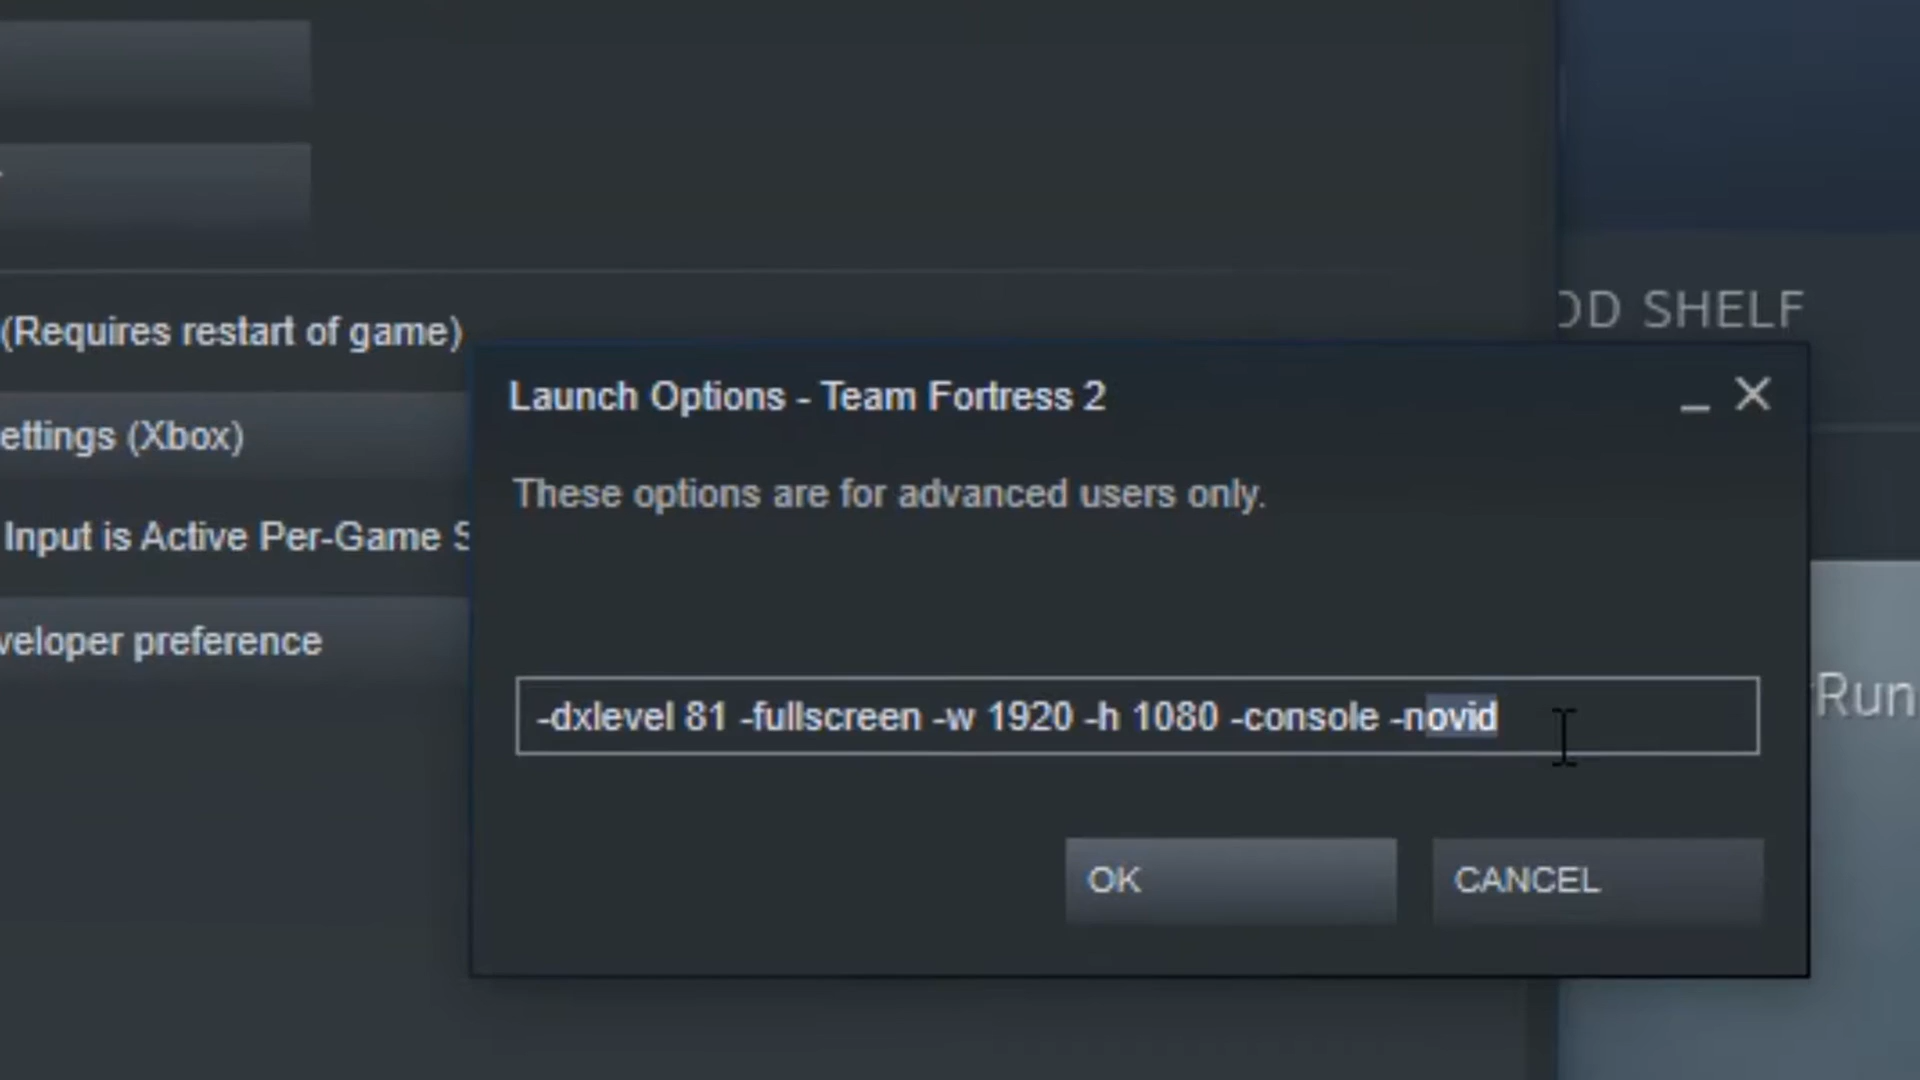 (Requires restart of game)
ettings (Xbox)
Input is Active Per-Game S
veloper preference
OD SHELF
Launch Options - Team Fortress 2
These options are for advanced users only.
-dxlevel 81 -fullscreen -w 1920 -h 1080 -console -novid
OK
CANCEL
Run